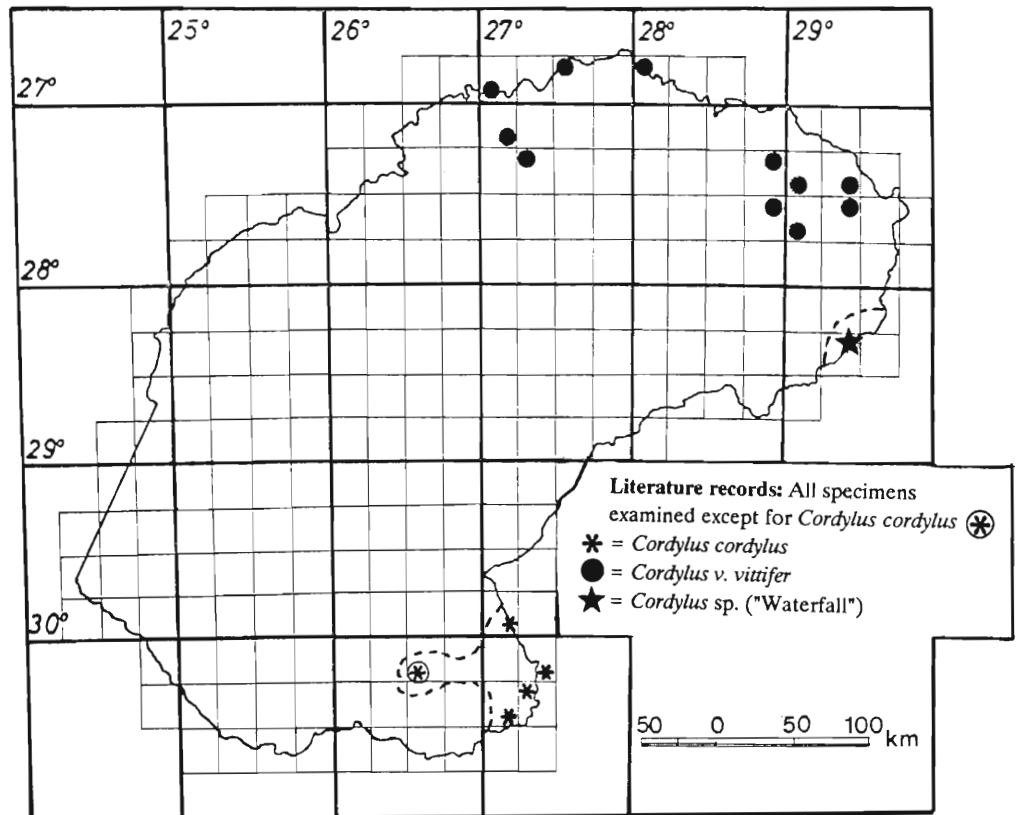 25° 26° 27° 28° 29°
27°
28°
29°
30°
Literature records: All specimens
examined except for Cordylus cordylus
= Cordylus cordylus
= Cordylus v. vittifer
= Cordylus sp. ("Waterfall")
50 0 50 100 km